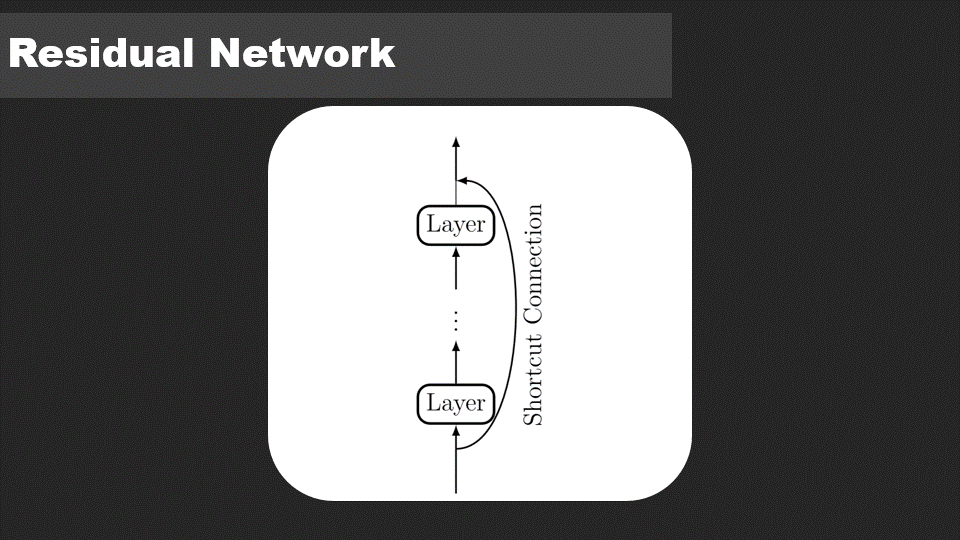 Residual Network
Layer
...
Layer
Shortcut Connection